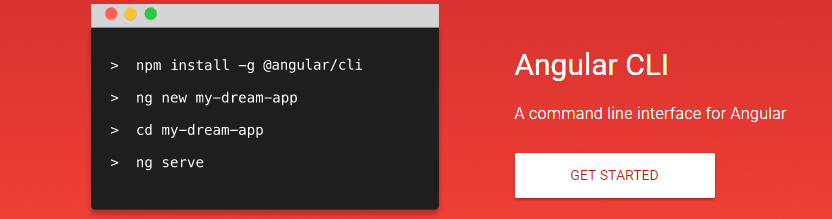 > npm install -g @angular/cli
> ng new my-dream-app
> cd my-dream-app
> ng serve
Angular CLI
A command line interface for Angular
GET STARTED